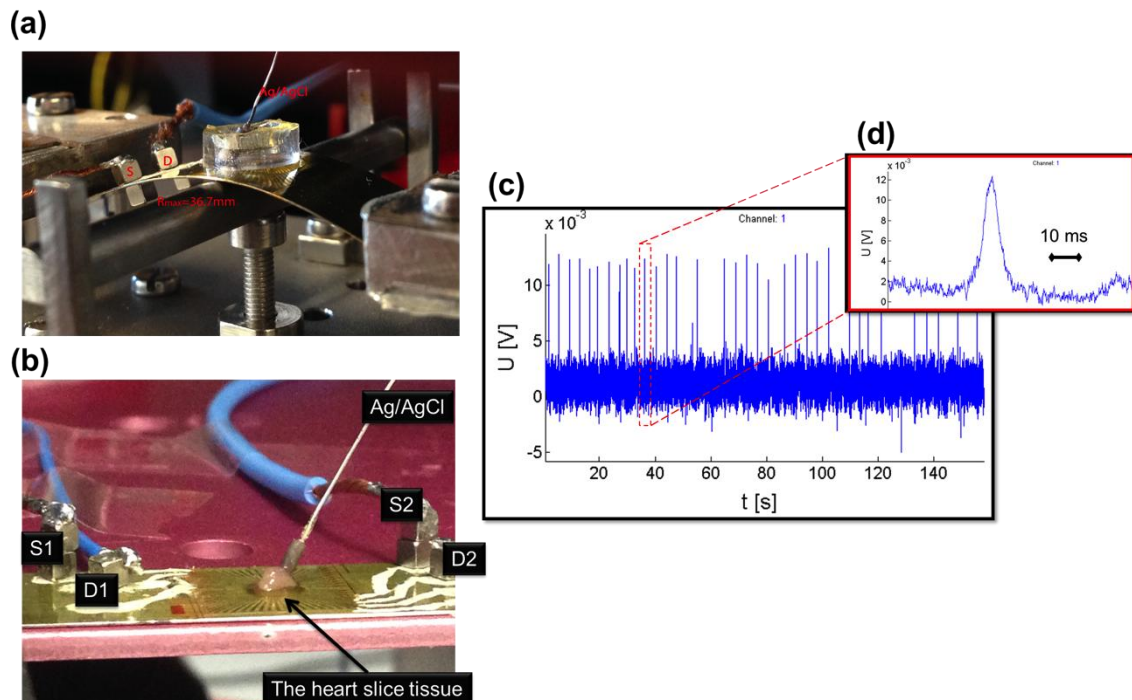 (a)
Ag/AgCl
S
D
Rmax=36.7mm
(b)
Ag/AgCl
S1
D1
S2
D2
The heart slice tissue
(c)
x 10⁻³
Channel: 1
U [V]
10
5
0
-5
20
40
60
80
100
120
140
t [s]
(d)
x 10⁻³
Channel: 1
U [V]
12
10
8
6
4
2
0
10 ms